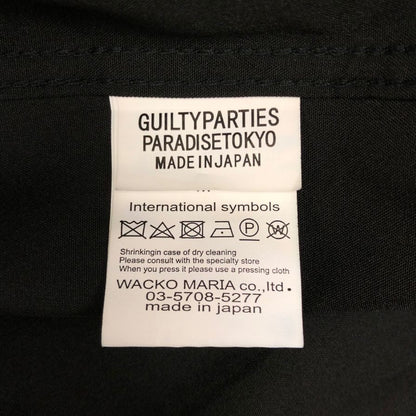 GUILTYPARTIES
PARADISETOKYO
MADE IN JAPAN
International symbols
P
W
Shrinkingin case of dry cleaning
Please consult with the specialty store
When you press it please use a pressing cloth
WACKO MARIA co.,ltd.
03-5708-5277
made in japan